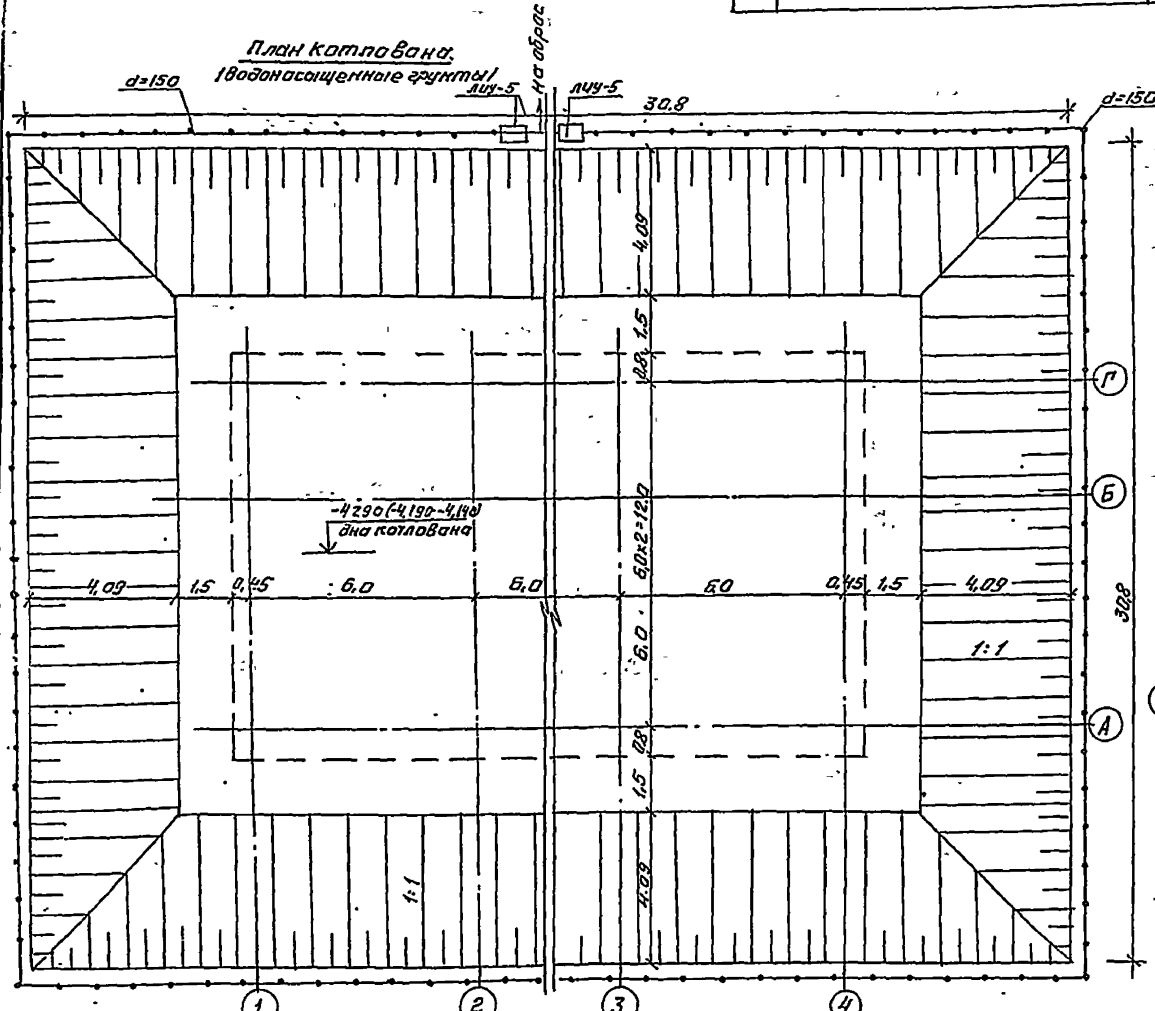 План котлована.
(водонасыщенные грунты)
на сброс
d=150
ЛИУ-5
ЛИУ-5
30.8
d=150
4,09
1.5
0.8
Г
Б
-4290(-4,190-4,140)
дна котлована
6,0x2=12.0
4,09
1,5
0,45
6,0
6,0
6,0
0,45
1,5
4,09
30,8
6.0
1:1
А
0.8
1,5
1:1
4.09
1
2
3
4